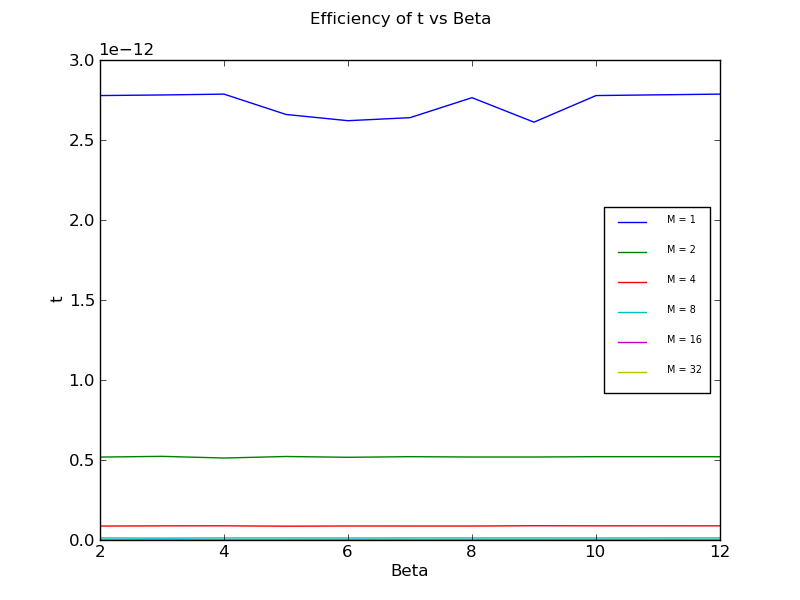 Efficiency of t vs Beta
1e−12
3.0
2.5
2.0
1.5
1.0
0.5
0.0
t
2 4 6 8 10 12
Beta
M = 1
M = 2
M = 4
M = 8
M = 16
M = 32